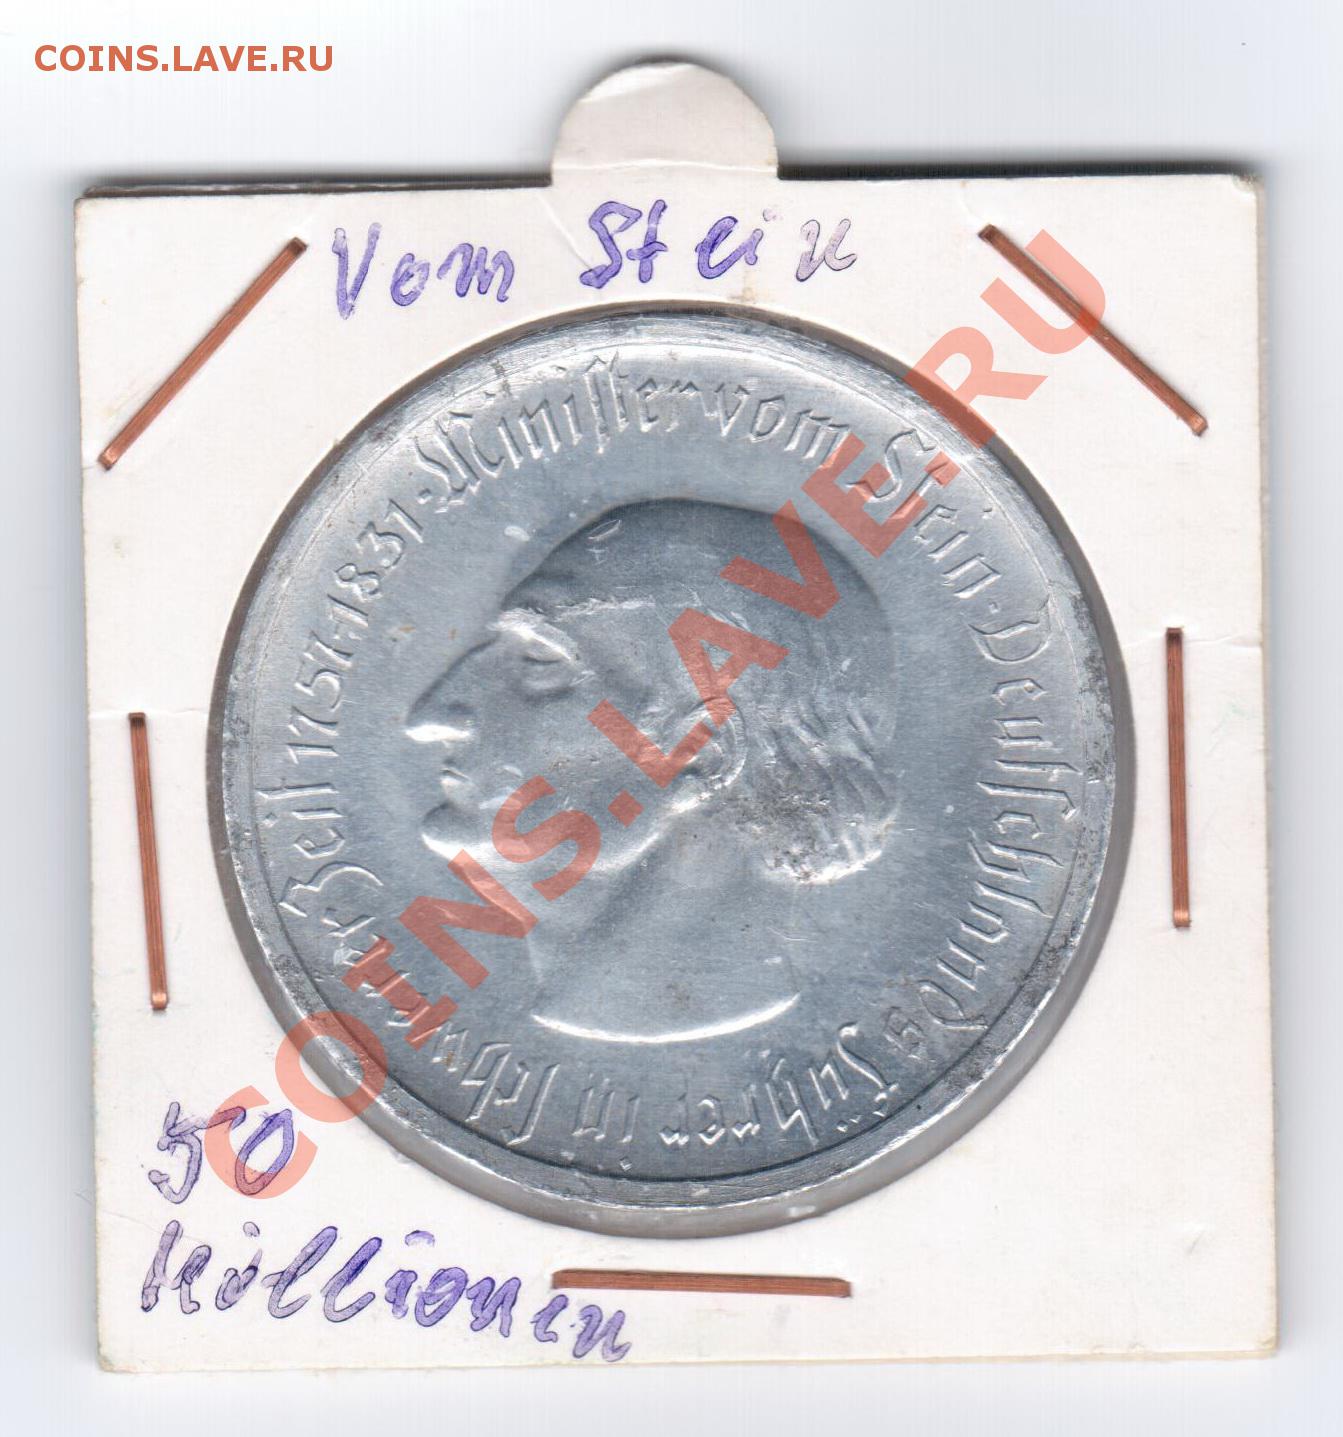 COINS.LAVE.RU
Vom Stein
Minister vom Stein · Deutschlands Führer in schwerer Zeit 1757·1831 ·
COINS.LAVE.RU
50
Millionen